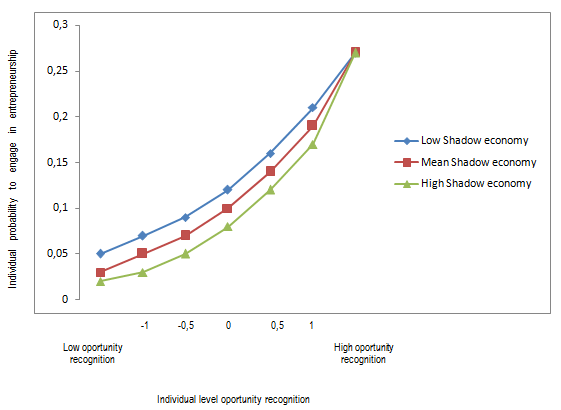 0,3
0,25
0,2
0,15
0,1
0,05
0
Individual probability to engage in entrepreneurship
Low Shadow economy
Mean Shadow economy
High Shadow economy
-1 -0,5 0 0,5 1
Low oportunity
recognition
High oportunity
recognition
Individual level oportunity recognition